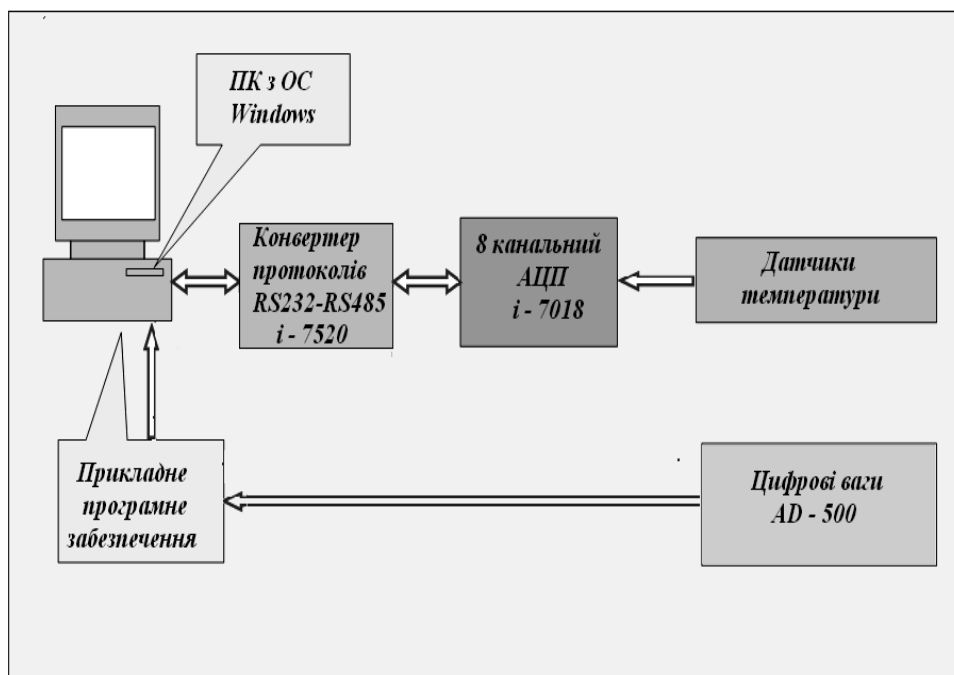 ПК з ОС
Windows
Конвертер
протоколів
RS232-RS485
і - 7520
8 канальний
АЦП
і - 7018
Датчики
температури
Прикладне
програмне
забезпечення
Цифрові ваги
AD - 500